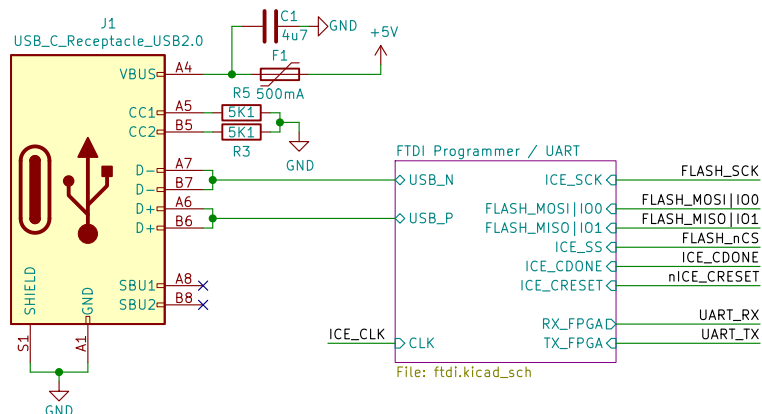 J1
USB_C_Receptacle_USB2.0
C1
4u7
GND
+5V
F1
500mA
VBUS A4
R5
CC1 A5 5K1
CC2 B5 5K1
R3
GND
D- A7
D- B7
D+ A6
D+ B6
SBU1 A8
SBU2 B8
SHIELD
GND
S1
A1
GND
FTDI Programmer / UART
USB_N
USB_P
ICE_CLK CLK
ICE_SCK FLASH_SCK
FLASH_MOSI|IO0 FLASH_MOSI|IO0
FLASH_MISO|IO1 FLASH_MISO|IO1
ICE_SS FLASH_nCS
ICE_CDONE ICE_CDONE
ICE_CRESET nICE_CRESET
RX_FPGA UART_RX
TX_FPGA UART_TX
File: ftdi.kicad_sch